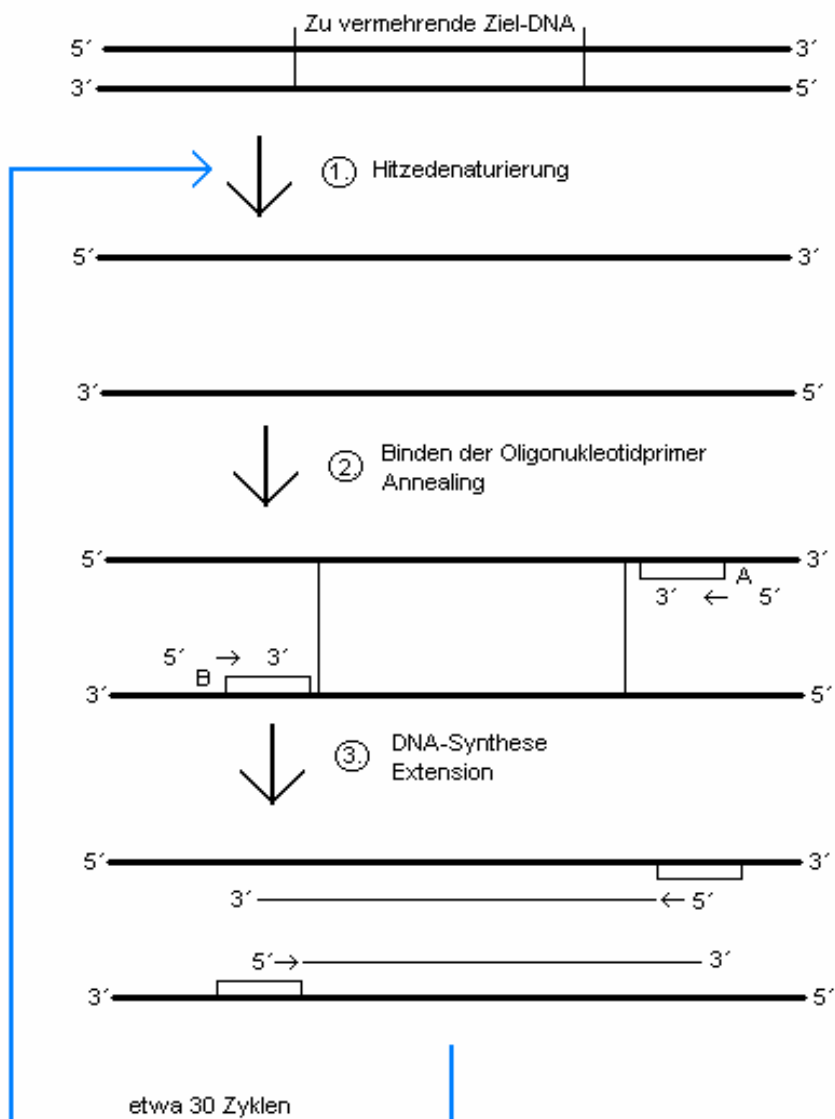 Zu vermehrende Ziel-DNA
5´ 3´
3´ 5´
1. Hitzedenaturierung
5´ 3´
3´ 5´
2. Binden der Oligonukleotidprimer
Annealing
5´ 3´
A
3´ ← 5´
5´ → 3´
B
3´ 5´
3. DNA-Synthese
Extension
5´ 3´
3´ ← 5´
5´→ 3´
3´ 5´
etwa 30 Zyklen